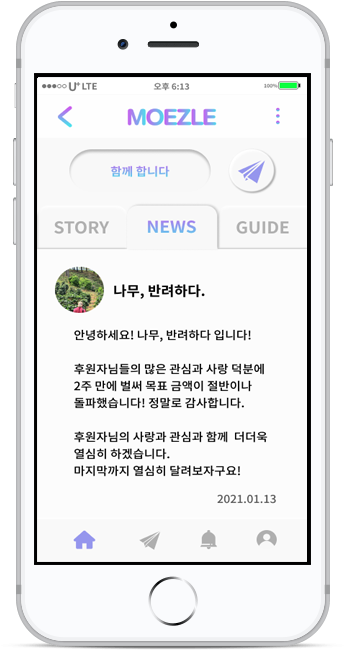 U+ LTE 오후 6:13 100%
MOEZLE
함께 합니다
STORY NEWS GUIDE
나무, 반려하다.
안녕하세요! 나무, 반려하다 입니다!
후원자님들의 많은 관심과 사랑 덕분에
2주 만에 벌써 목표 금액이 절반이나
돌파했습니다! 정말로 감사합니다.
후원자님의 사랑과 관심과 함께 더더욱
열심히 하겠습니다.
마지막까지 열심히 달려보자구요!
2021.01.13